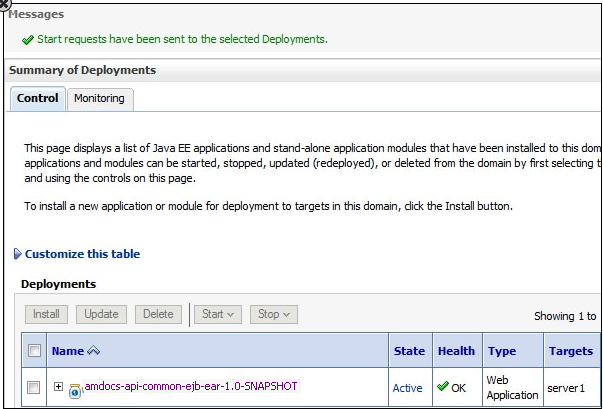 Messages
Start requests have been sent to the selected Deployments.
Summary of Deployments
Control Monitoring
This page displays a list of Java EE applications and stand-alone application modules that have been installed to this dom
applications and modules can be started, stopped, updated (redeployed), or deleted from the domain by first selecting t
and using the controls on this page.
To install a new application or module for deployment to targets in this domain, click the Install button.
Customize this table
Deployments
Install Update Delete Start Stop Showing 1 to
Name State Health Type Targets
amdocs-api-common-ejb-ear-1.0-SNAPSHOT Active OK Web Application server1